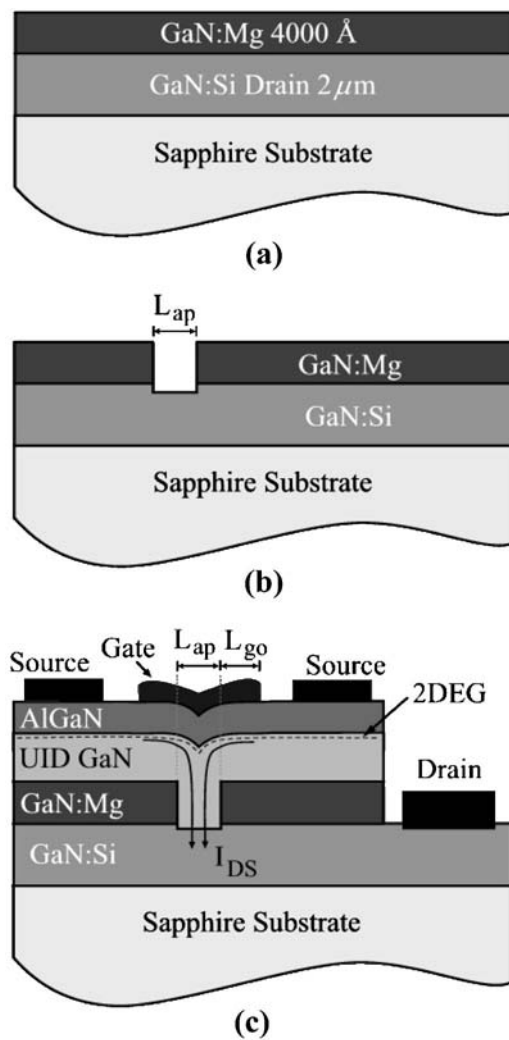 GaN:Mg 4000 Å
GaN:Si Drain 2 μm
Sapphire Substrate
(a)
L_ap
GaN:Mg
GaN:Si
Sapphire Substrate
(b)
Gate L_ap L_go
Source Source
2DEG
AlGaN
UID GaN
Drain
GaN:Mg
GaN:Si
I_DS
Sapphire Substrate
(c)